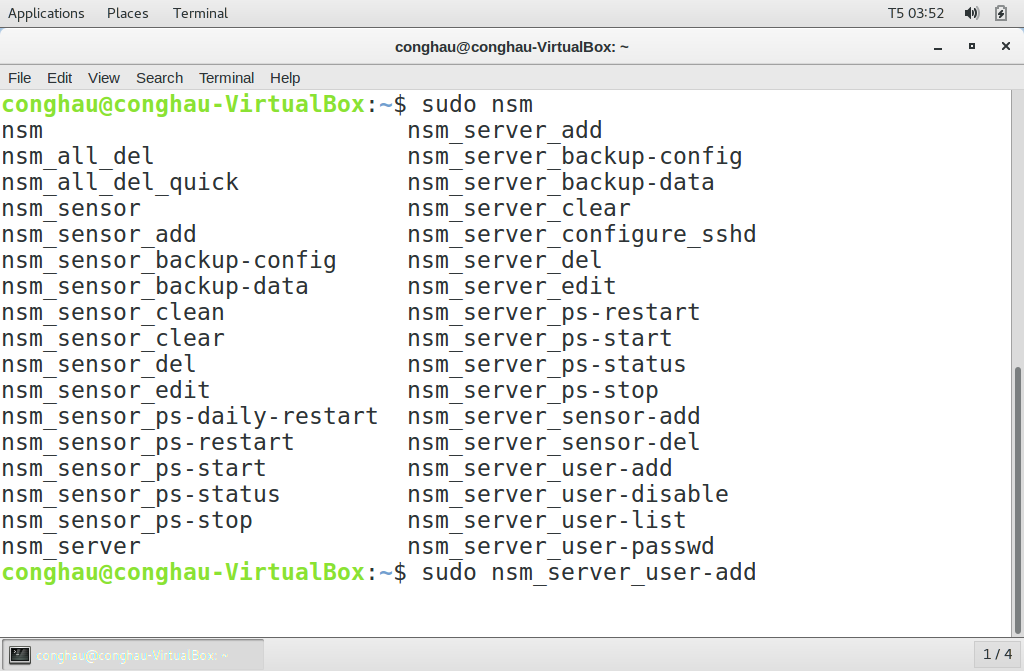 Applications Places Terminal T5 03:52
conghau@conghau-VirtualBox: ~
File Edit View Search Terminal Help
conghau@conghau-VirtualBox:~$ sudo nsm
nsm nsm_server_add
nsm_all_del nsm_server_backup-config
nsm_all_del_quick nsm_server_backup-data
nsm_sensor nsm_server_clear
nsm_sensor_add nsm_server_configure_sshd
nsm_sensor_backup-config nsm_server_del
nsm_sensor_backup-data nsm_server_edit
nsm_sensor_clean nsm_server_ps-restart
nsm_sensor_clear nsm_server_ps-start
nsm_sensor_del nsm_server_ps-status
nsm_sensor_edit nsm_server_ps-stop
nsm_sensor_ps-daily-restart nsm_server_sensor-add
nsm_sensor_ps-restart nsm_server_sensor-del
nsm_sensor_ps-start nsm_server_user-add
nsm_sensor_ps-status nsm_server_user-disable
nsm_sensor_ps-stop nsm_server_user-list
nsm_server nsm_server_user-passwd
conghau@conghau-VirtualBox:~$ sudo nsm_server_user-add
conghau@conghau-VirtualBox: ~ 1 / 4